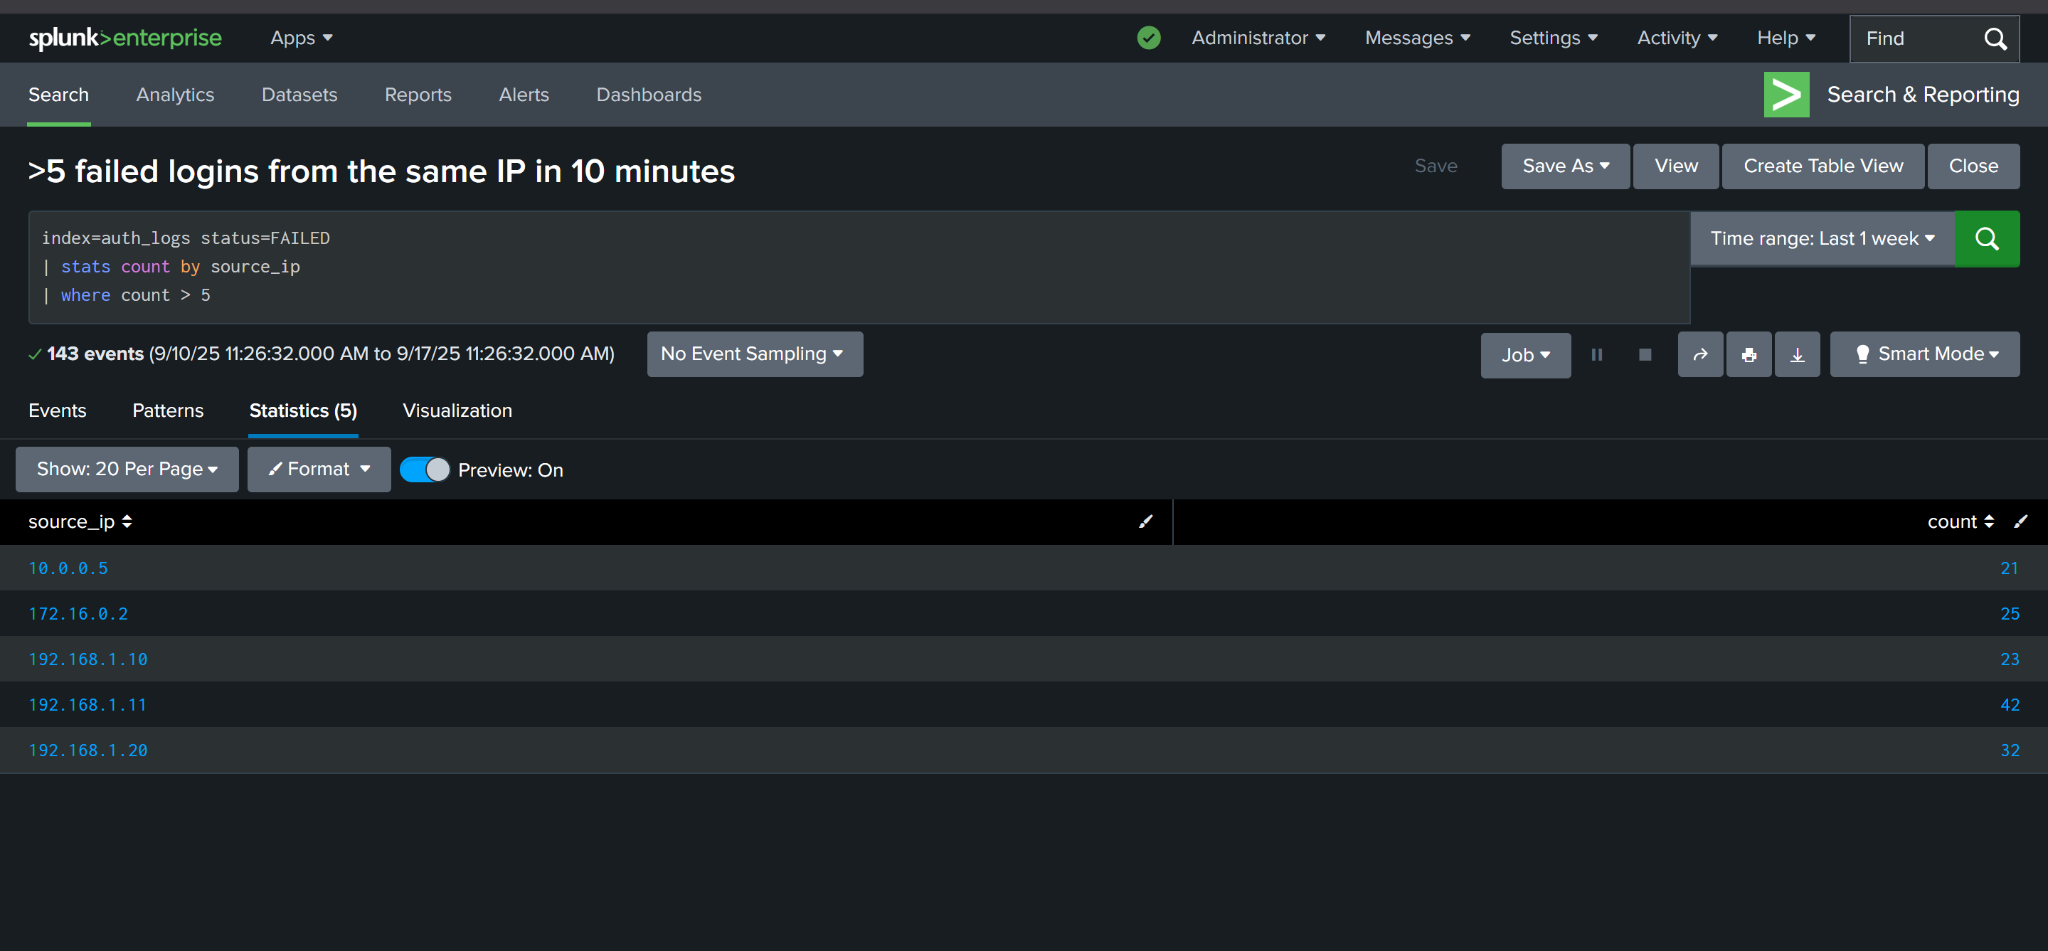 splunk>enterprise Apps Administrator Messages Settings Activity Help Find
Search Analytics Datasets Reports Alerts Dashboards Search & Reporting
>5 failed logins from the same IP in 10 minutes Save Save As View Create Table View Close
index=auth_logs status=FAILED Time range: Last 1 week
| stats count by source_ip
| where count > 5
143 events (9/10/25 11:26:32.000 AM to 9/17/25 11:26:32.000 AM) No Event Sampling Job Smart Mode
Events Patterns Statistics (5) Visualization
Show: 20 Per Page Format Preview: On
source_ip count
10.0.0.5 21
172.16.0.2 25
192.168.1.10 23
192.168.1.11 42
192.168.1.20 32